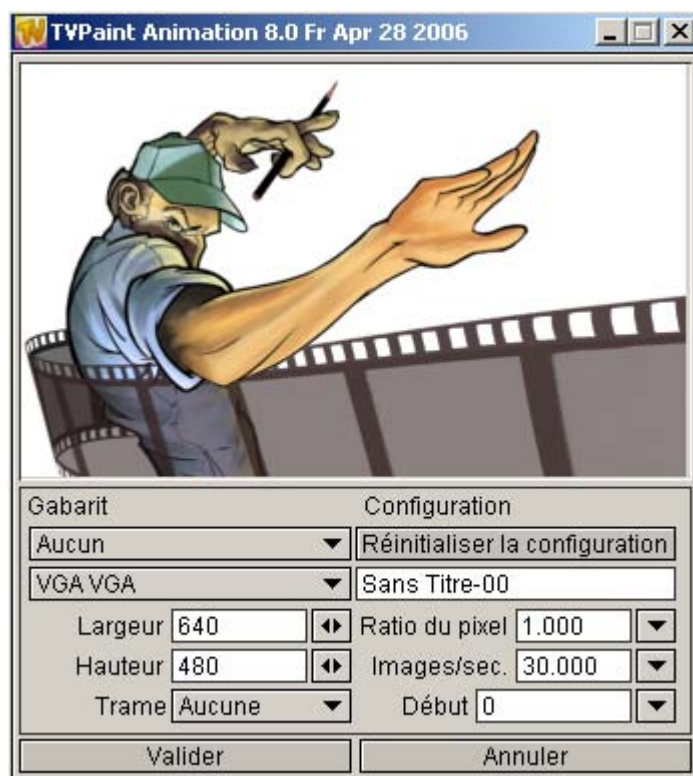 TVPaint Animation 8.0 Fr Apr 28 2006
Gabarit Configuration
Aucun Réinitialiser la configuration
VGA VGA Sans Titre-00
Largeur 640 Ratio du pixel 1.000
Hauteur 480 Images/sec. 30.000
Trame Aucune Début 0
Valider Annuler